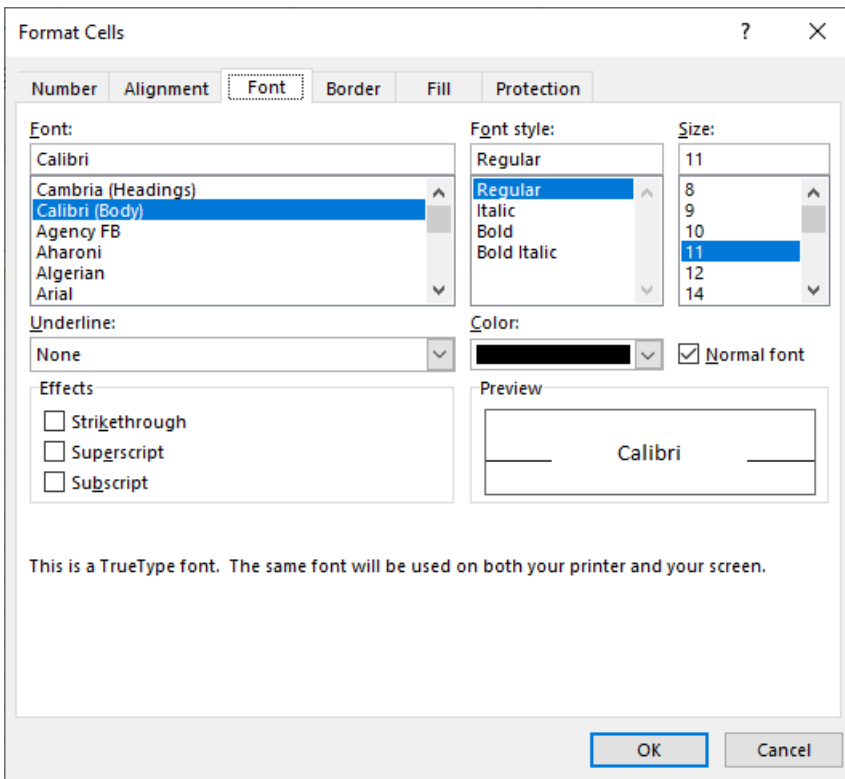 Format Cells ?
Number Alignment Font Border Fill Protection
Font: Font style: Size:
Calibri Regular 11
Cambria (Headings) Regular 8
Calibri (Body) Italic 9
Agency FB Bold 10
Aharoni Bold Italic 11
Algerian 12
Arial 14
Underline: Color:
None Normal font
Effects Preview
Strikethrough
Superscript Calibri
Subscript
This is a TrueType font.  The same font will be used on both your printer and your screen.
OK Cancel